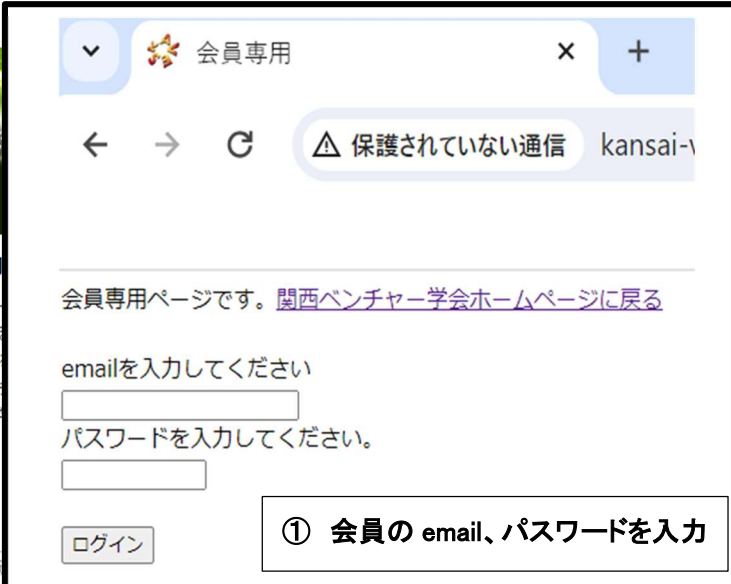 会員専用
保護されていない通信 kansai-
会員専用ページです。関西ベンチャー学会ホームページに戻る
emailを入力してください
パスワードを入力してください。
① 会員の email、パスワードを入力
ログイン